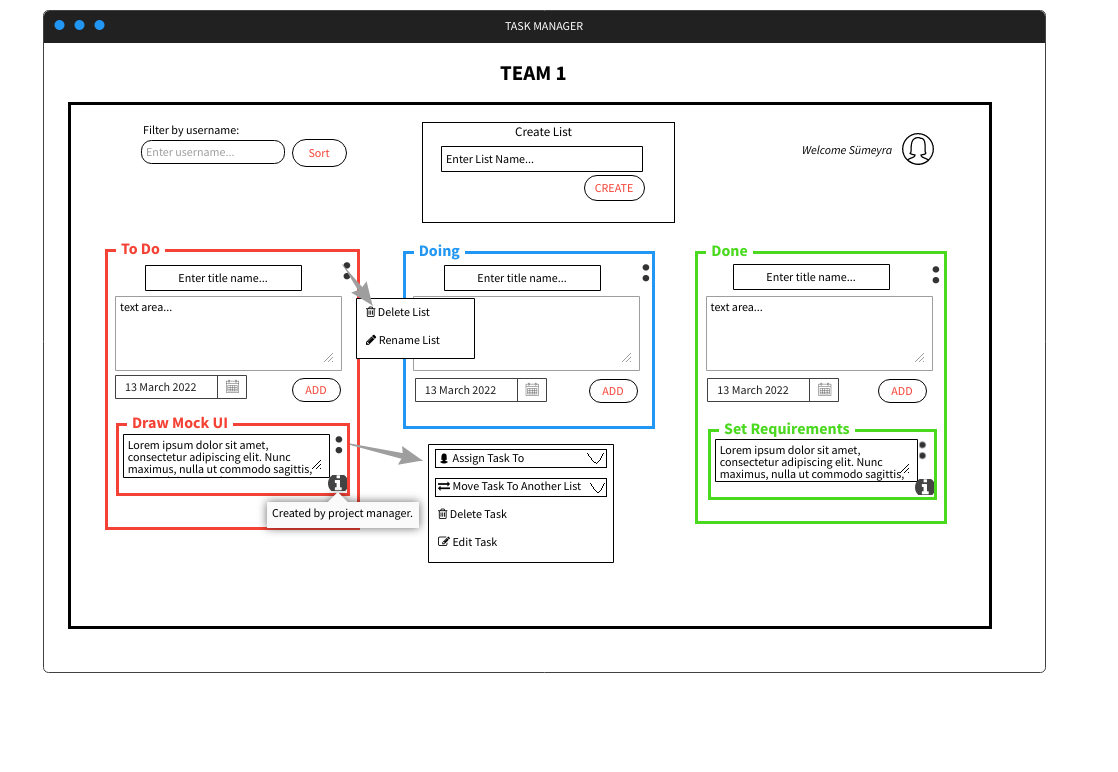 TASK MANAGER
TEAM 1
Filter by username:
Enter username...
Sort
Create List
Enter List Name...
CREATE
Welcome Sümeyra
To Do
Enter title name...
text area...
13 March 2022
ADD
Delete List
Rename List
Draw Mock UI
Lorem ipsum dolor sit amet,
consectetur adipiscing elit. Nunc
maximus, nulla ut commodo sagittis,
Created by project manager.
Doing
Enter title name...
13 March 2022
ADD
Assign Task To
Move Task To Another List
Delete Task
Edit Task
Done
Enter title name...
text area...
13 March 2022
ADD
Set Requirements
Lorem ipsum dolor sit amet,
consectetur adipiscing elit. Nunc
maximus, nulla ut commodo sagittis,